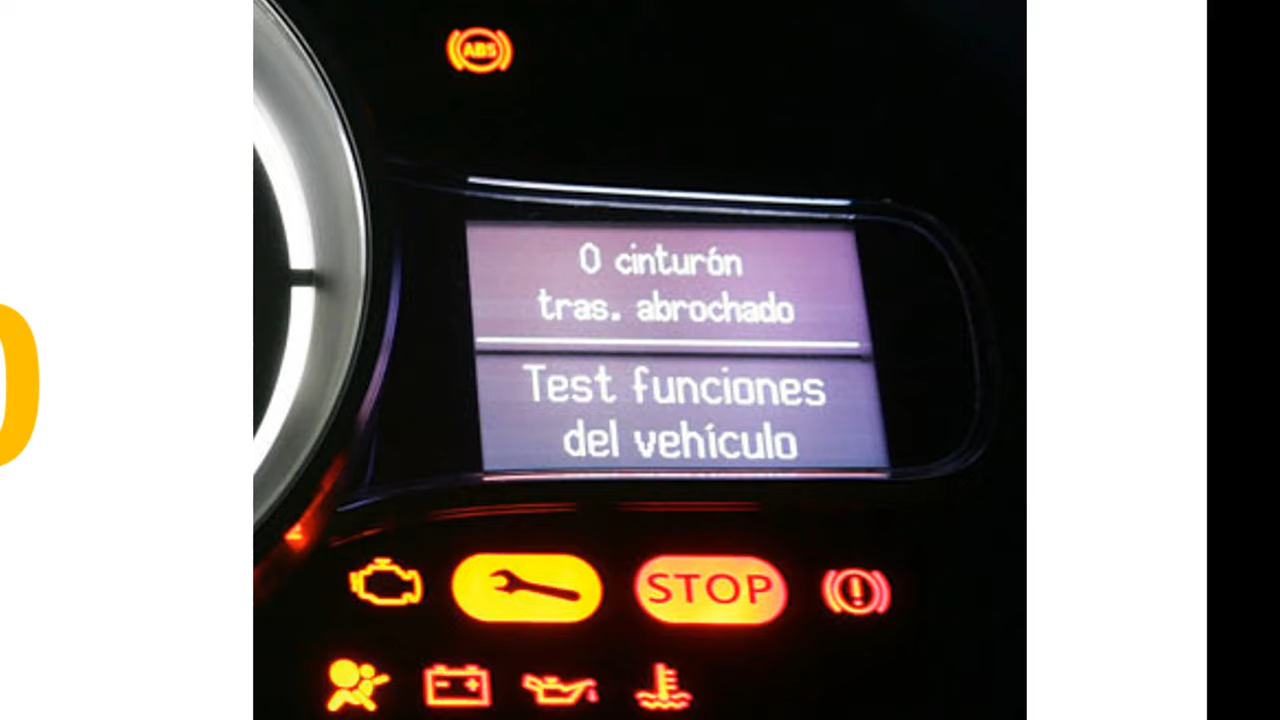 ABS
0 cinturón
tras. abrochado
Test funciones
del vehículo
STOP